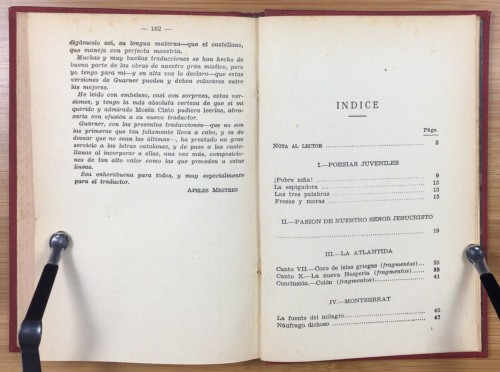 — 162 —
digámoslo así, su lengua materna—que el castellano,
que maneja con perfecta maestría.
Muchas y muy buenas traducciones se han hecho de
buena parte de las obras de nuestro gran místico, pero
yo tengo para mí—y en alta voz lo declaro—que estas
versiones de Guarner pueden y deben colocarse entre
las mejores.
He leído con embeleso, casi con sorpresa, estas ver-
siones, y tengo la más absoluta certeza de que si mi
querido y admirado Mosén Cinto pudiera leerlas, abra-
zaría con efusión a su nuevo traductor.
Guarner, con las presentes traducciones—que no son
las primeras que tan filialmente lleva a cabo, y es de
desear que no sean las últimas—, ha prestado un gran
servicio a las letras catalanas, y de paso a las caste-
llanas al incorporar a ellas, una vez más, composicio-
nes de tan alto valor como las que preceden a estas
líneas.
Sea enhorabuena para todos, y muy especialmente
para el traductor.
APELES MESTRES
INDICE
Págs.
NOTA AL LECTOR ........ 5
I.—POESIAS JUVENILES
¡Pobre niña! ........ 9
La espigadora ........ 13
Las tres palabras ........ 13
Fresas y moras ........ 15
II.—PASION DE NUESTRO SEÑOR JESUCRISTO
........ 19
III.—LA ATLANTIDA
Canto VII.—Coro de islas griegas (fragmentos)... 35
Canto X.—La nueva Hesperia (fragmentos)... 38
Conclusión.—Colón (fragmentos)... 41
IV.—MONTSERRAT
La fuente del milagro ........ 45
Náufrago dichoso ........ 47